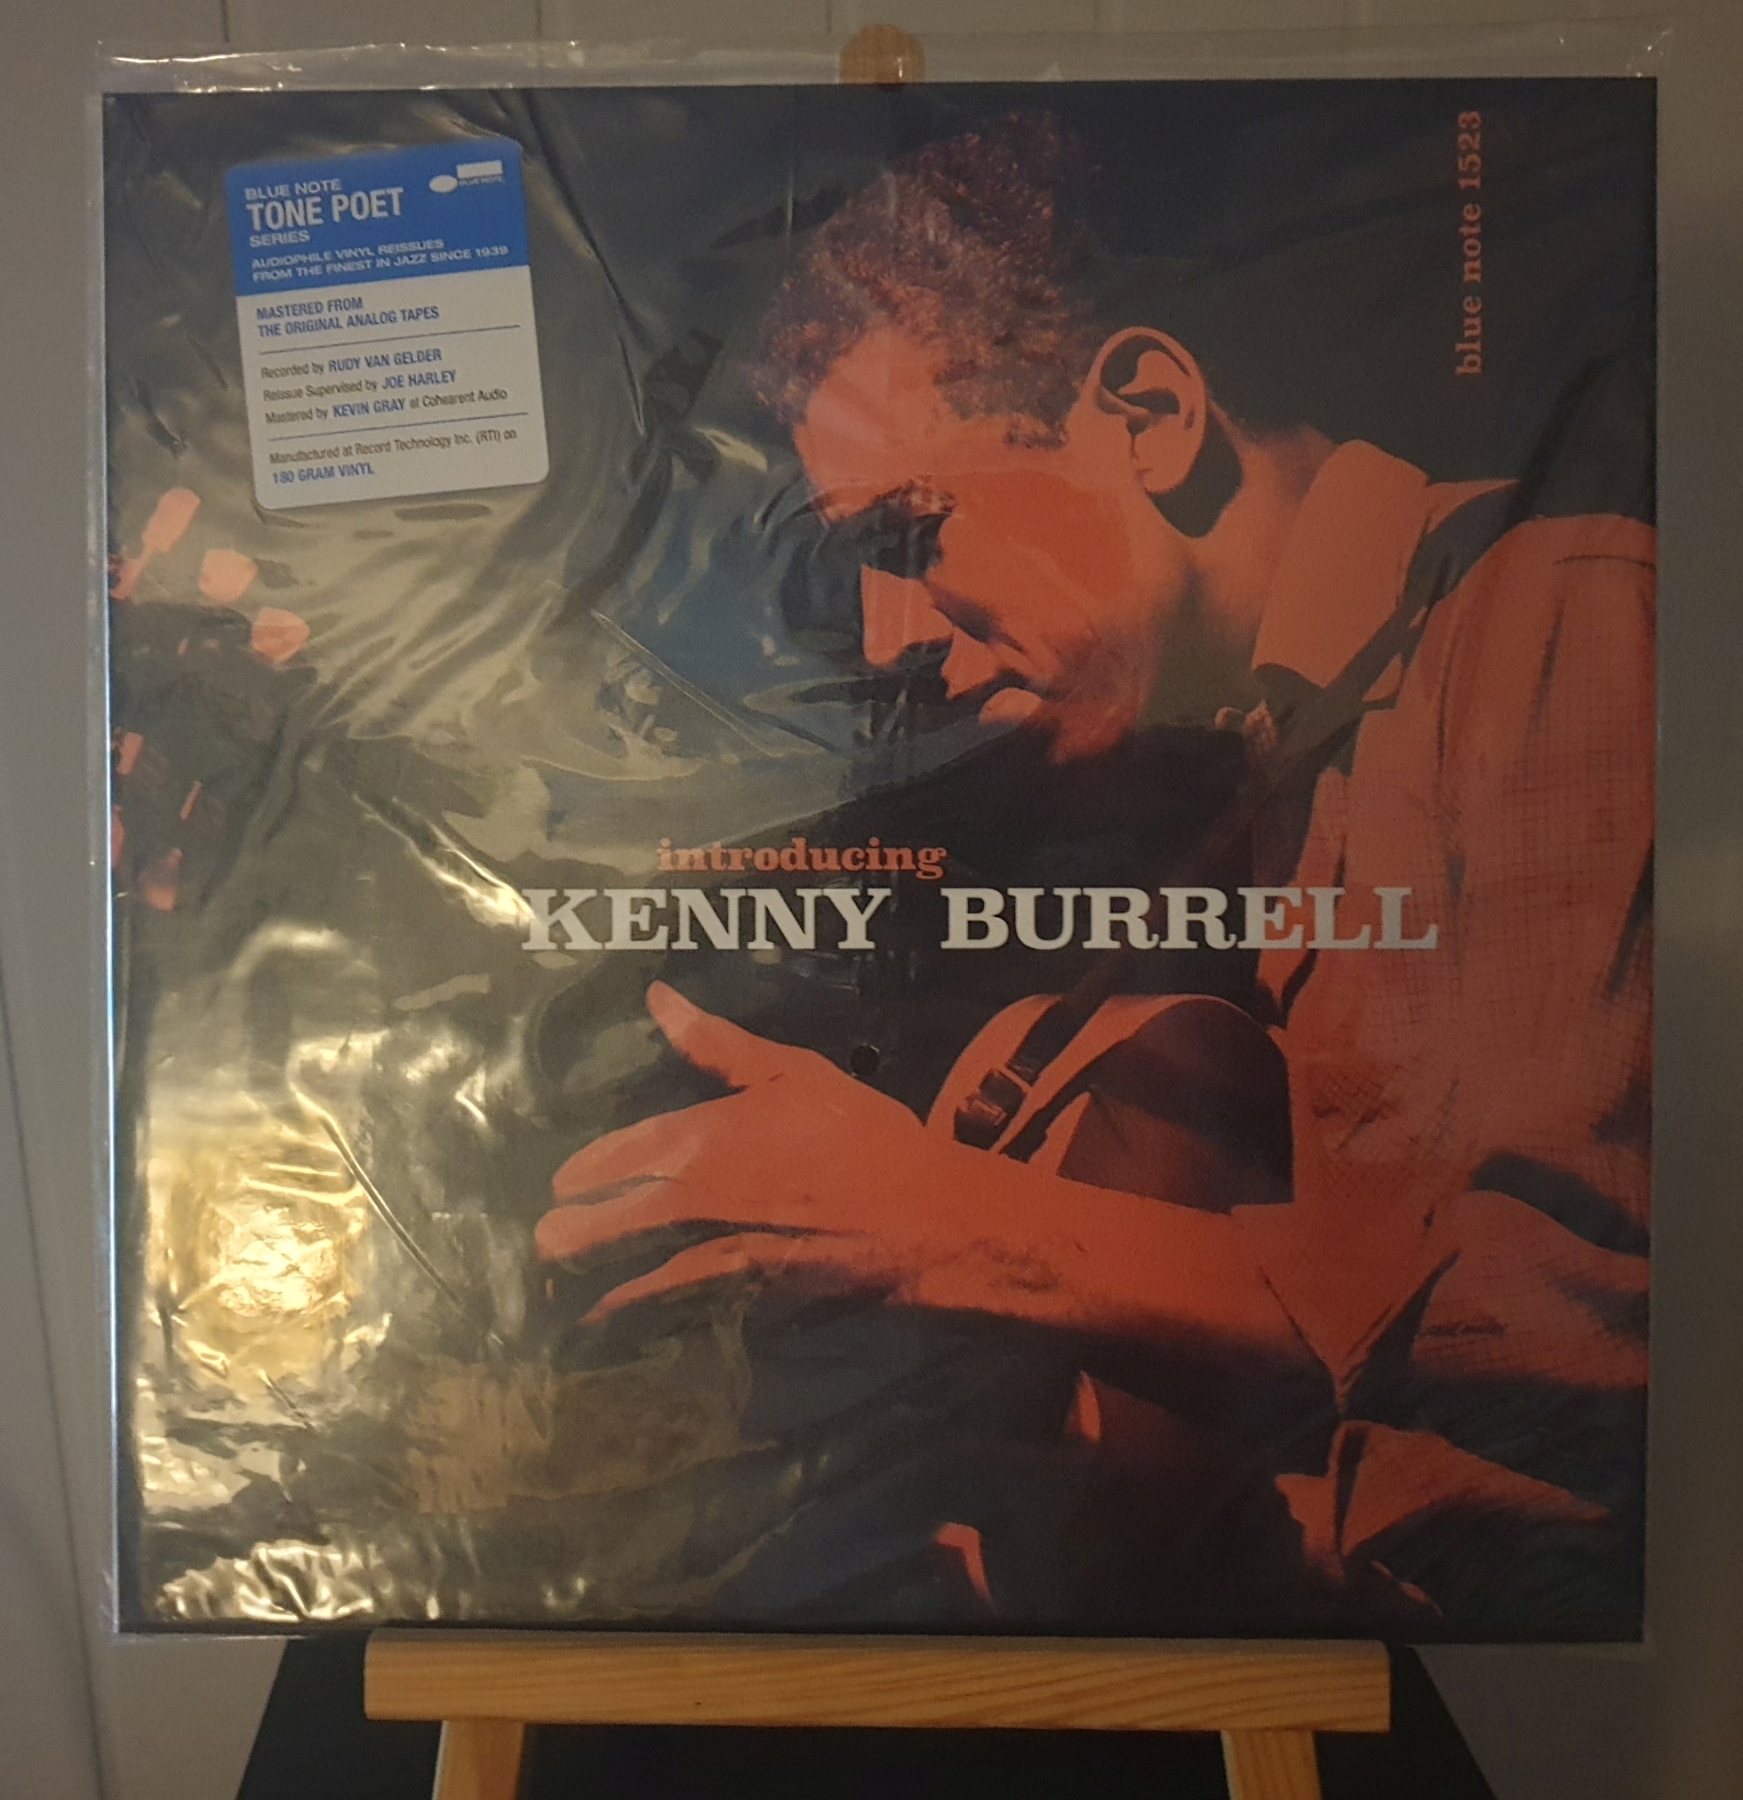 BLUE NOTE
TONE POET
SERIES
BLUE NOTE
AUDIOPHILE VINYL REISSUES
FROM THE FINEST IN JAZZ SINCE 1939
MASTERED FROM
THE ORIGINAL ANALOG TAPES
Recorded by RUDY VAN GELDER
Reissue Supervised by JOE HARLEY
Mastered by KEVIN GRAY at Cohearent Audio
Manufactured at Record Technology Inc. (RTI) on
180 GRAM VINYL
blue note 1523
introducing
KENNY BURRELL